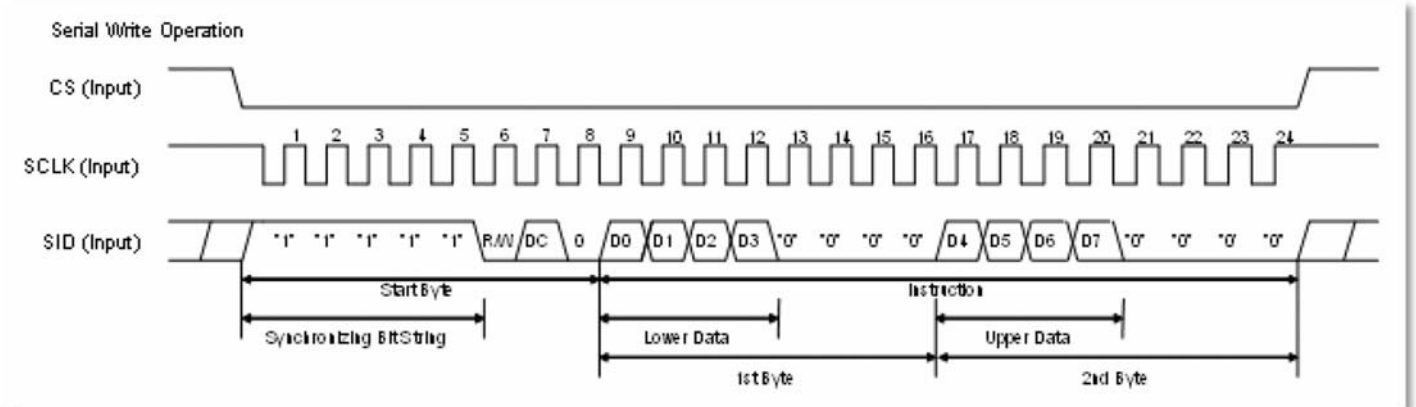 Serial Write Operation
CS (Input)
1 2 3 4 5 6 7 8 9 10 11 12 13 14 15 16 17 18 19 20 21 22 23 24
SCLK (Input)
SID (Input) "1" "1" "1" "1" "1" R/W DC 0 D0 D1 D2 D3 "0" "0" "0" "0" D4 D5 D6 D7 "0" "0" "0" "0"
Start Byte Instruction
Synchronizing Bit String Lower Data Upper Data
1st Byte 2nd Byte